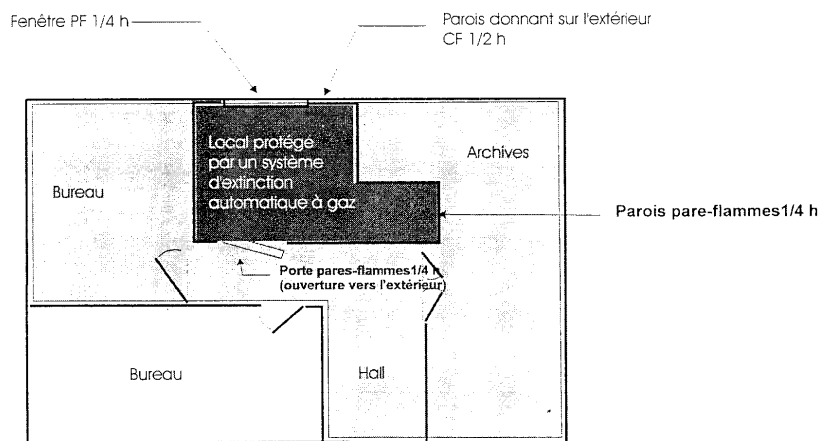 Fenêtre PF 1/4 h
Parois donnant sur l'extérieur
CF 1/2 h
Local protégé
par un système
d'extinction
automatique à gaz
Archives
Bureau
Parois pare-flammes1/4 h
Porte pares-flammes1/4 h
(ouverture vers l'extérieur)
Bureau
Hall